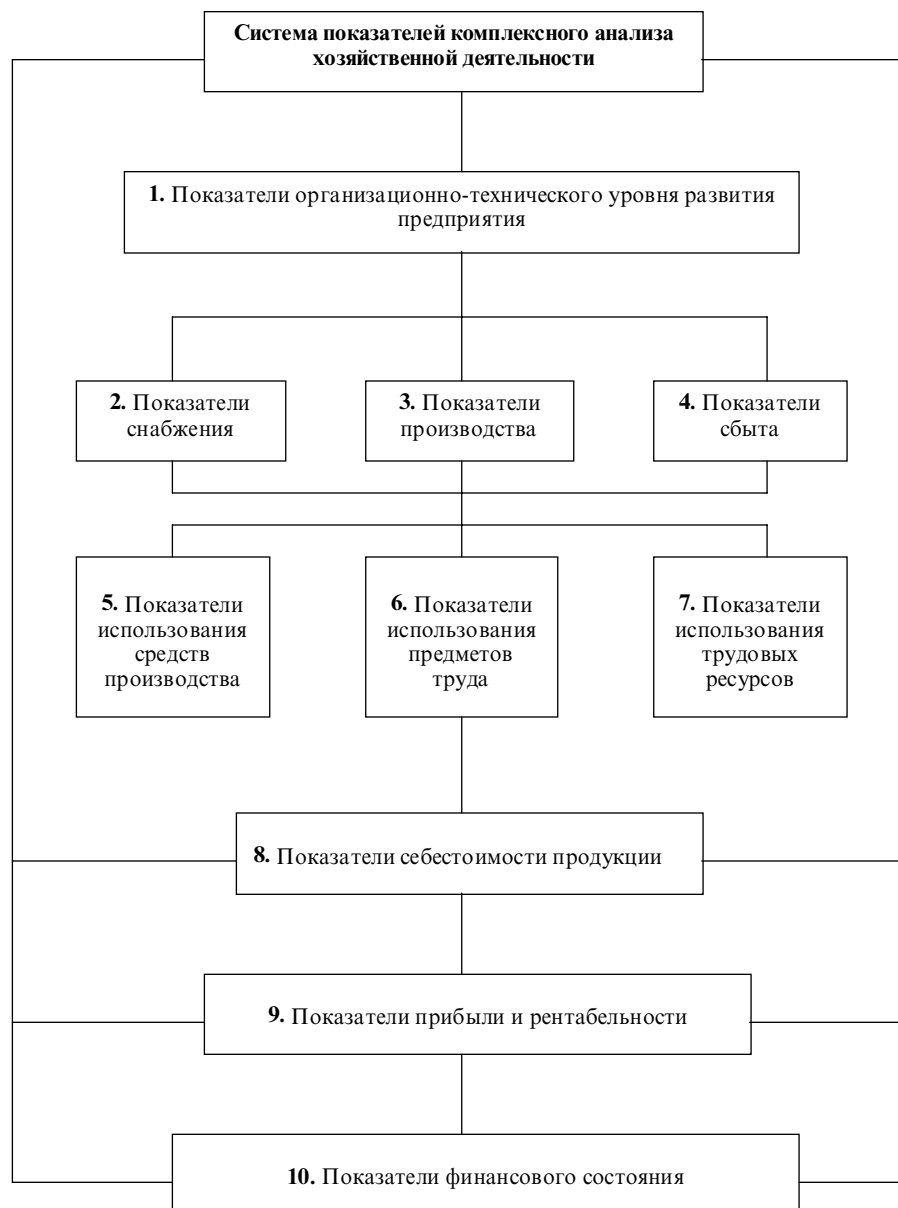 Система показателей комплексного анализа
хозяйственной деятельности
1. Показатели организационно-технического уровня развития
предприятия
2. Показатели
снабжения
3. Показатели
производства
4. Показатели
сбыта
5. Показатели
использования
средств
производства
6. Показатели
использования
предметов
труда
7. Показатели
использования
трудовых
ресурсов
8. Показатели себестоимости продукции
9. Показатели прибыли и рентабельности
10. Показатели финансового состояния